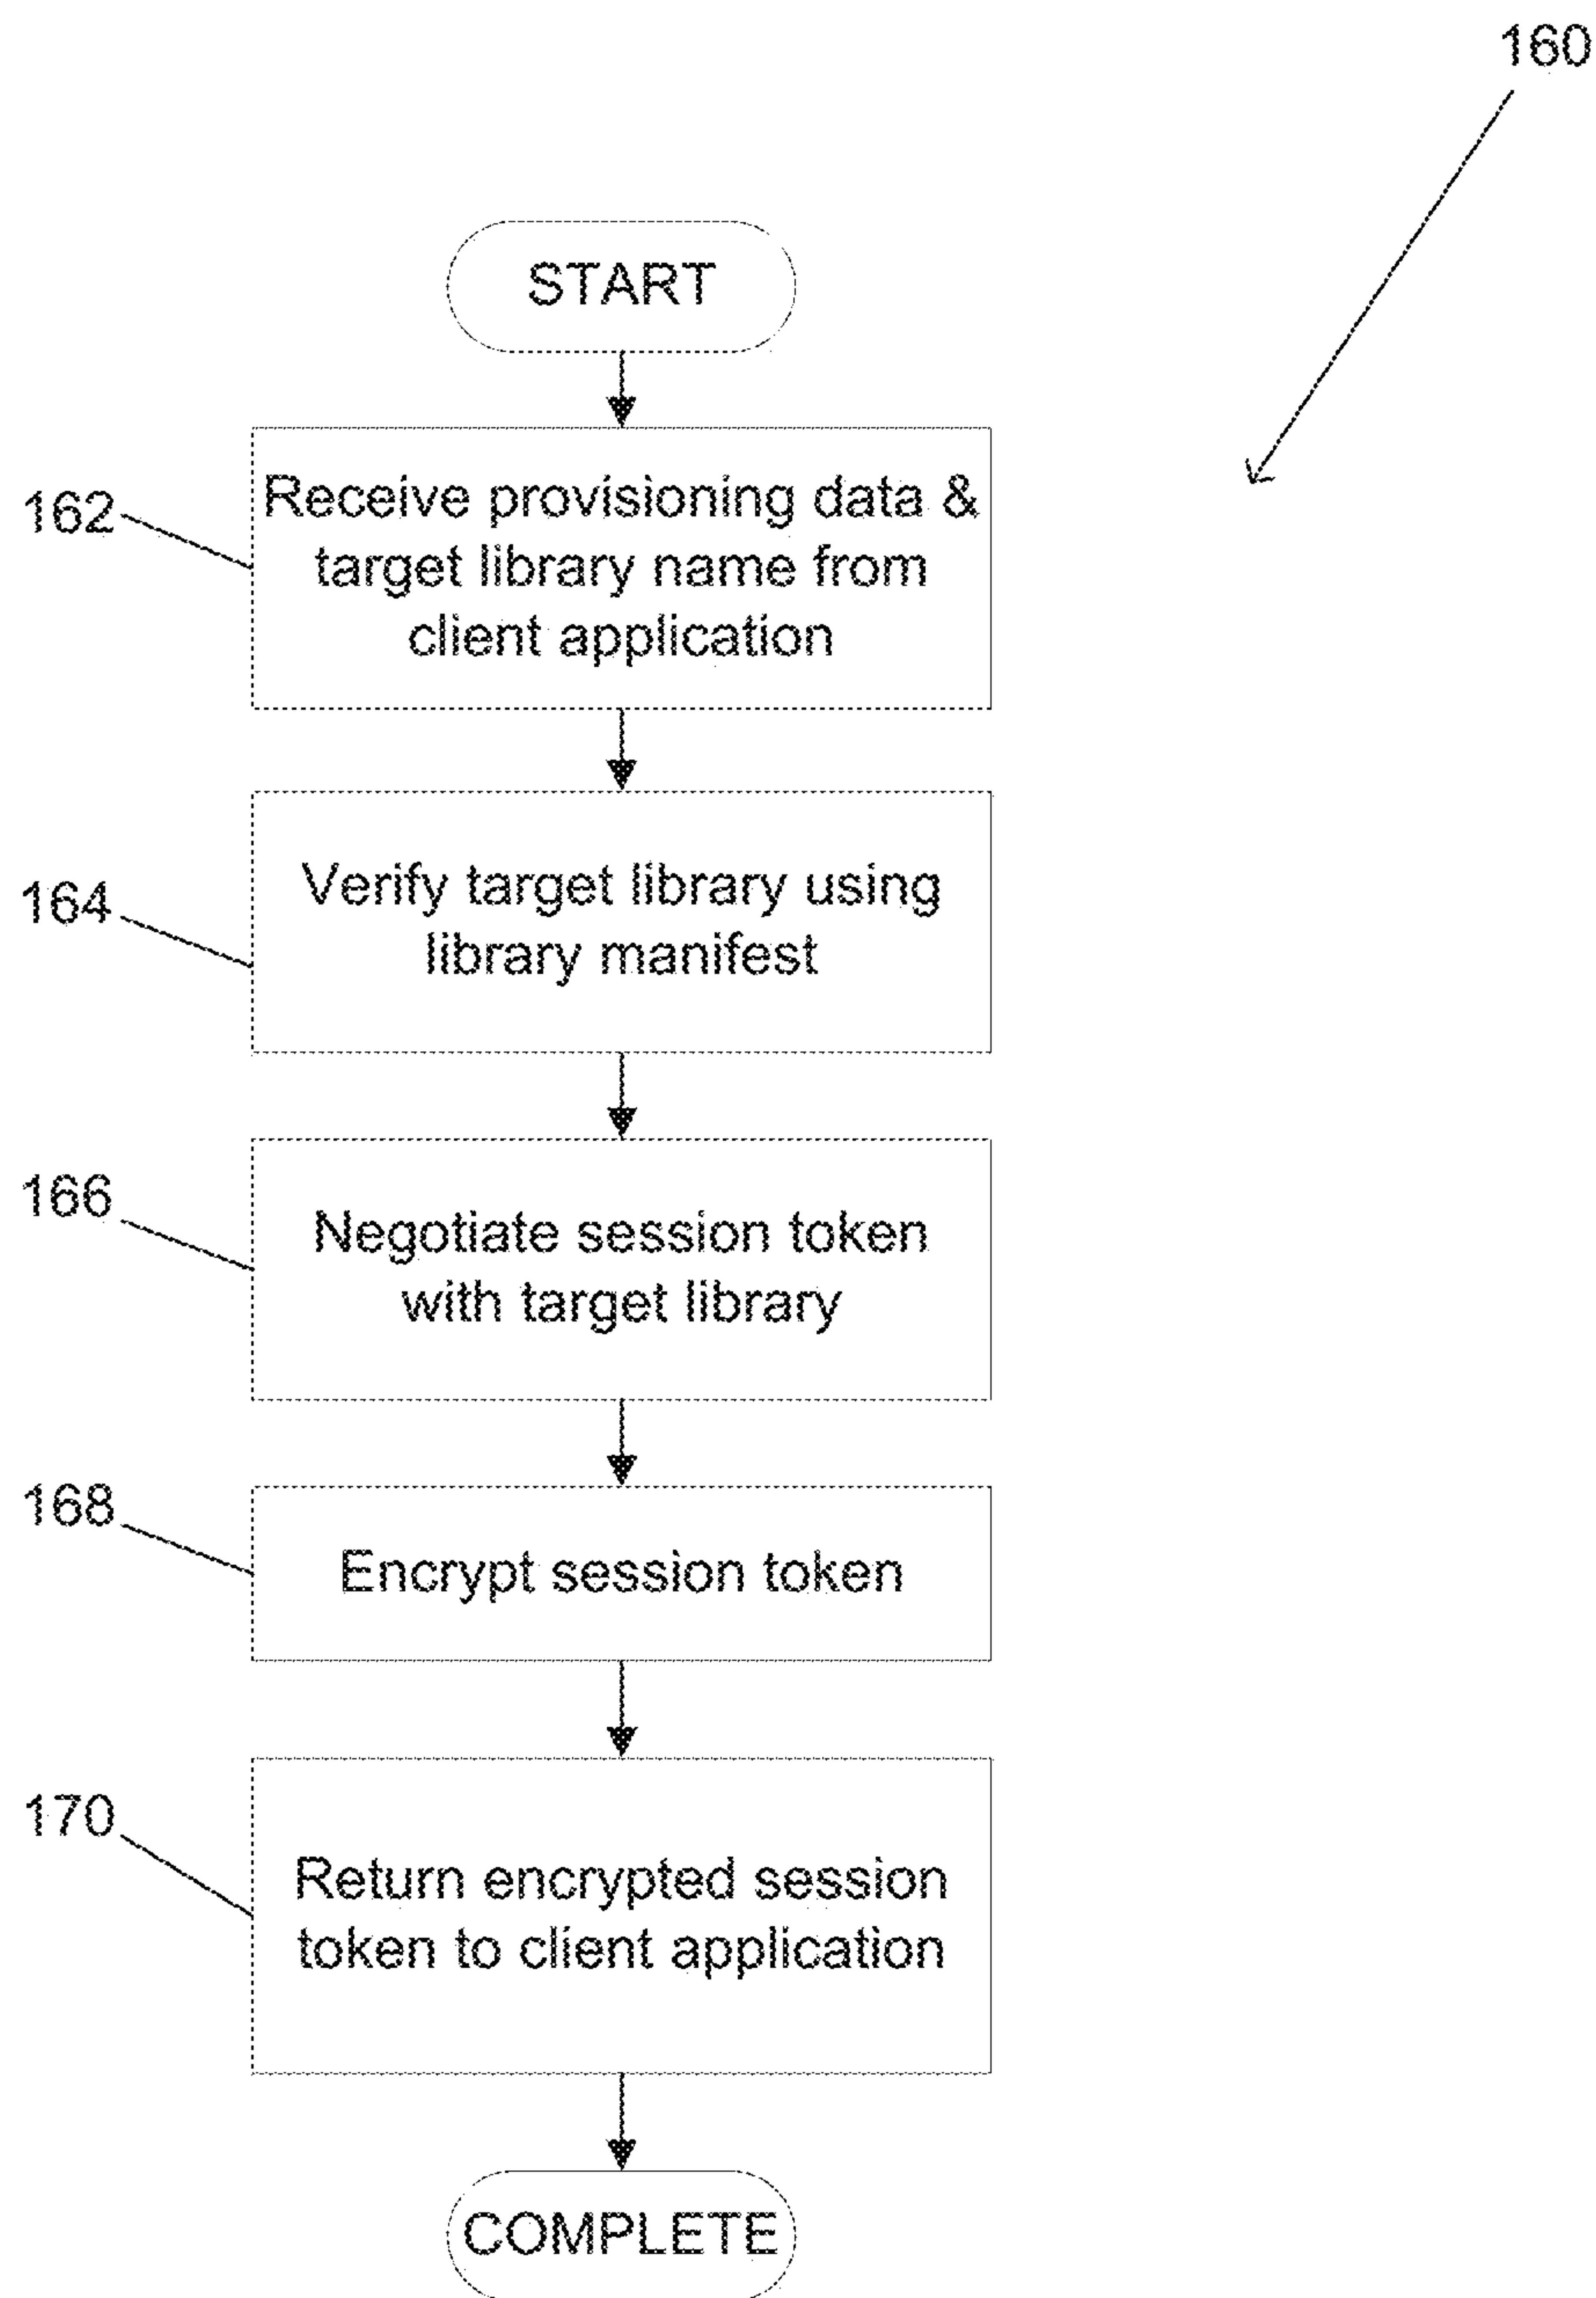 160
START
162
Receive provisioning data &
target library name from
client application
164
Verify target library using
library manifest
166
Negotiate session token
with target library
168
Encrypt session token
170
Return encrypted session
token to client application
COMPLETE